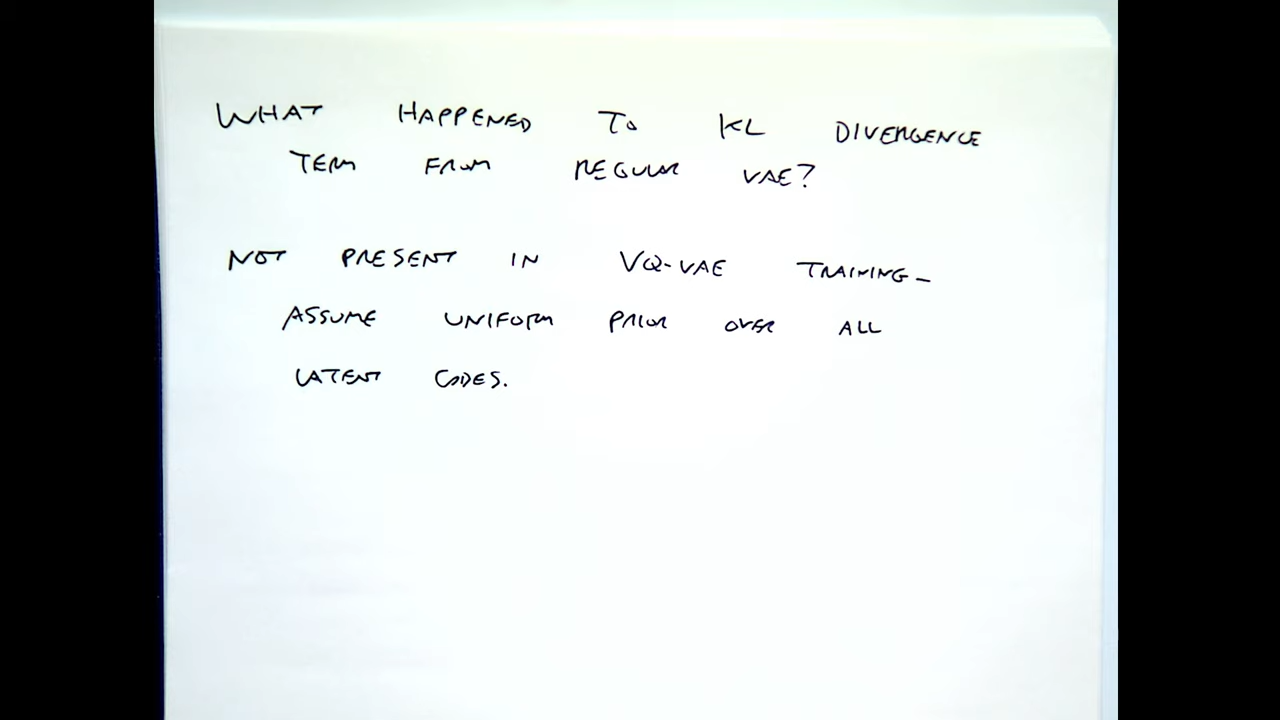 WHAT HAPPENED TO KL DIVERGENCE
TERM FROM REGULAR VAE?
NOT PRESENT IN VQ-VAE TRAINING-
ASSUME UNIFORM PRIOR OVER ALL
LATENT CODES.